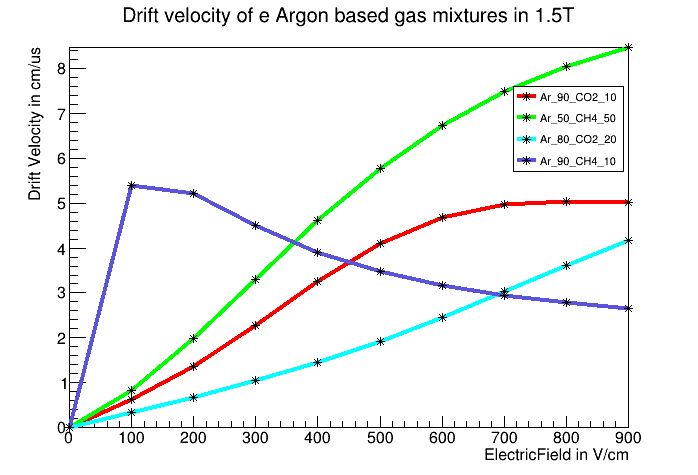 Drift velocity of e Argon based gas mixtures in 1.5T
Drift Velocity in cm/us
8
7
6
5
4
3
2
1
0
Ar_90_CO2_10
Ar_50_CH4_50
Ar_80_CO2_20
Ar_90_CH4_10
0 100 200 300 400 500 600 700 800 900
ElectricField in V/cm